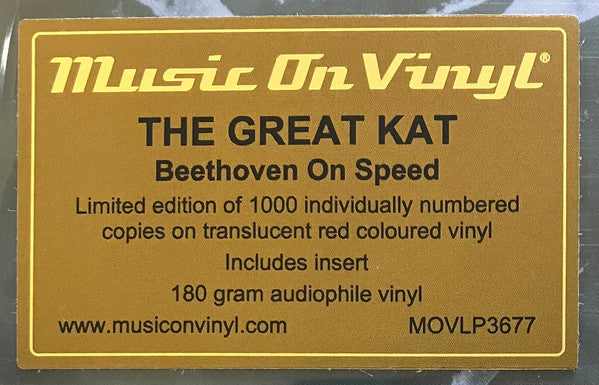 Music On Vinyl®
THE GREAT KAT
Beethoven On Speed
Limited edition of 1000 individually numbered
copies on translucent red coloured vinyl
Includes insert
180 gram audiophile vinyl
www.musiconvinyl.com MOVLP3677